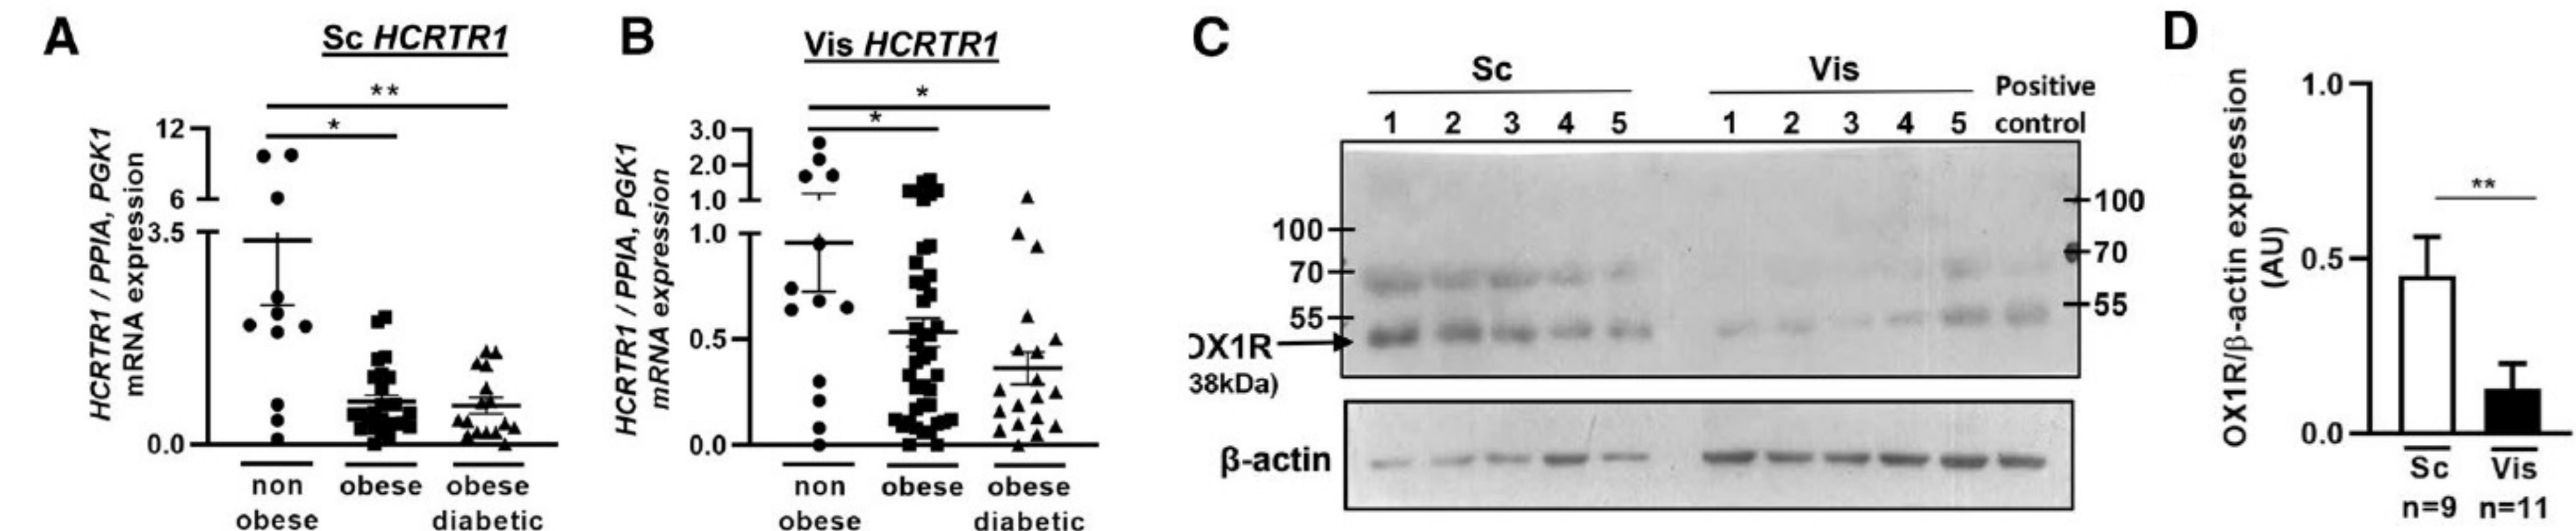 A
Sc HCRTR1
**
*
HCRTR1 / PPIA, PGK1
mRNA expression
12
6
3.5
0.0
non
obese
obese
obese
diabetic
B
Vis HCRTR1
*
*
HCRTR1 / PPIA, PGK1
mRNA expression
3.0
2.0
1.0
1.0
0.5
0.0
non
obese
obese
obese
diabetic
C
Sc
Vis
Positive
control
1 2 3 4 5
1 2 3 4 5
100
70
55
OX1R
38kDa)
100
70
55
β-actin
D
OX1R/β-actin expression
(AU)
1.0
0.5
0.0
**
Sc
Vis
n=9
n=11